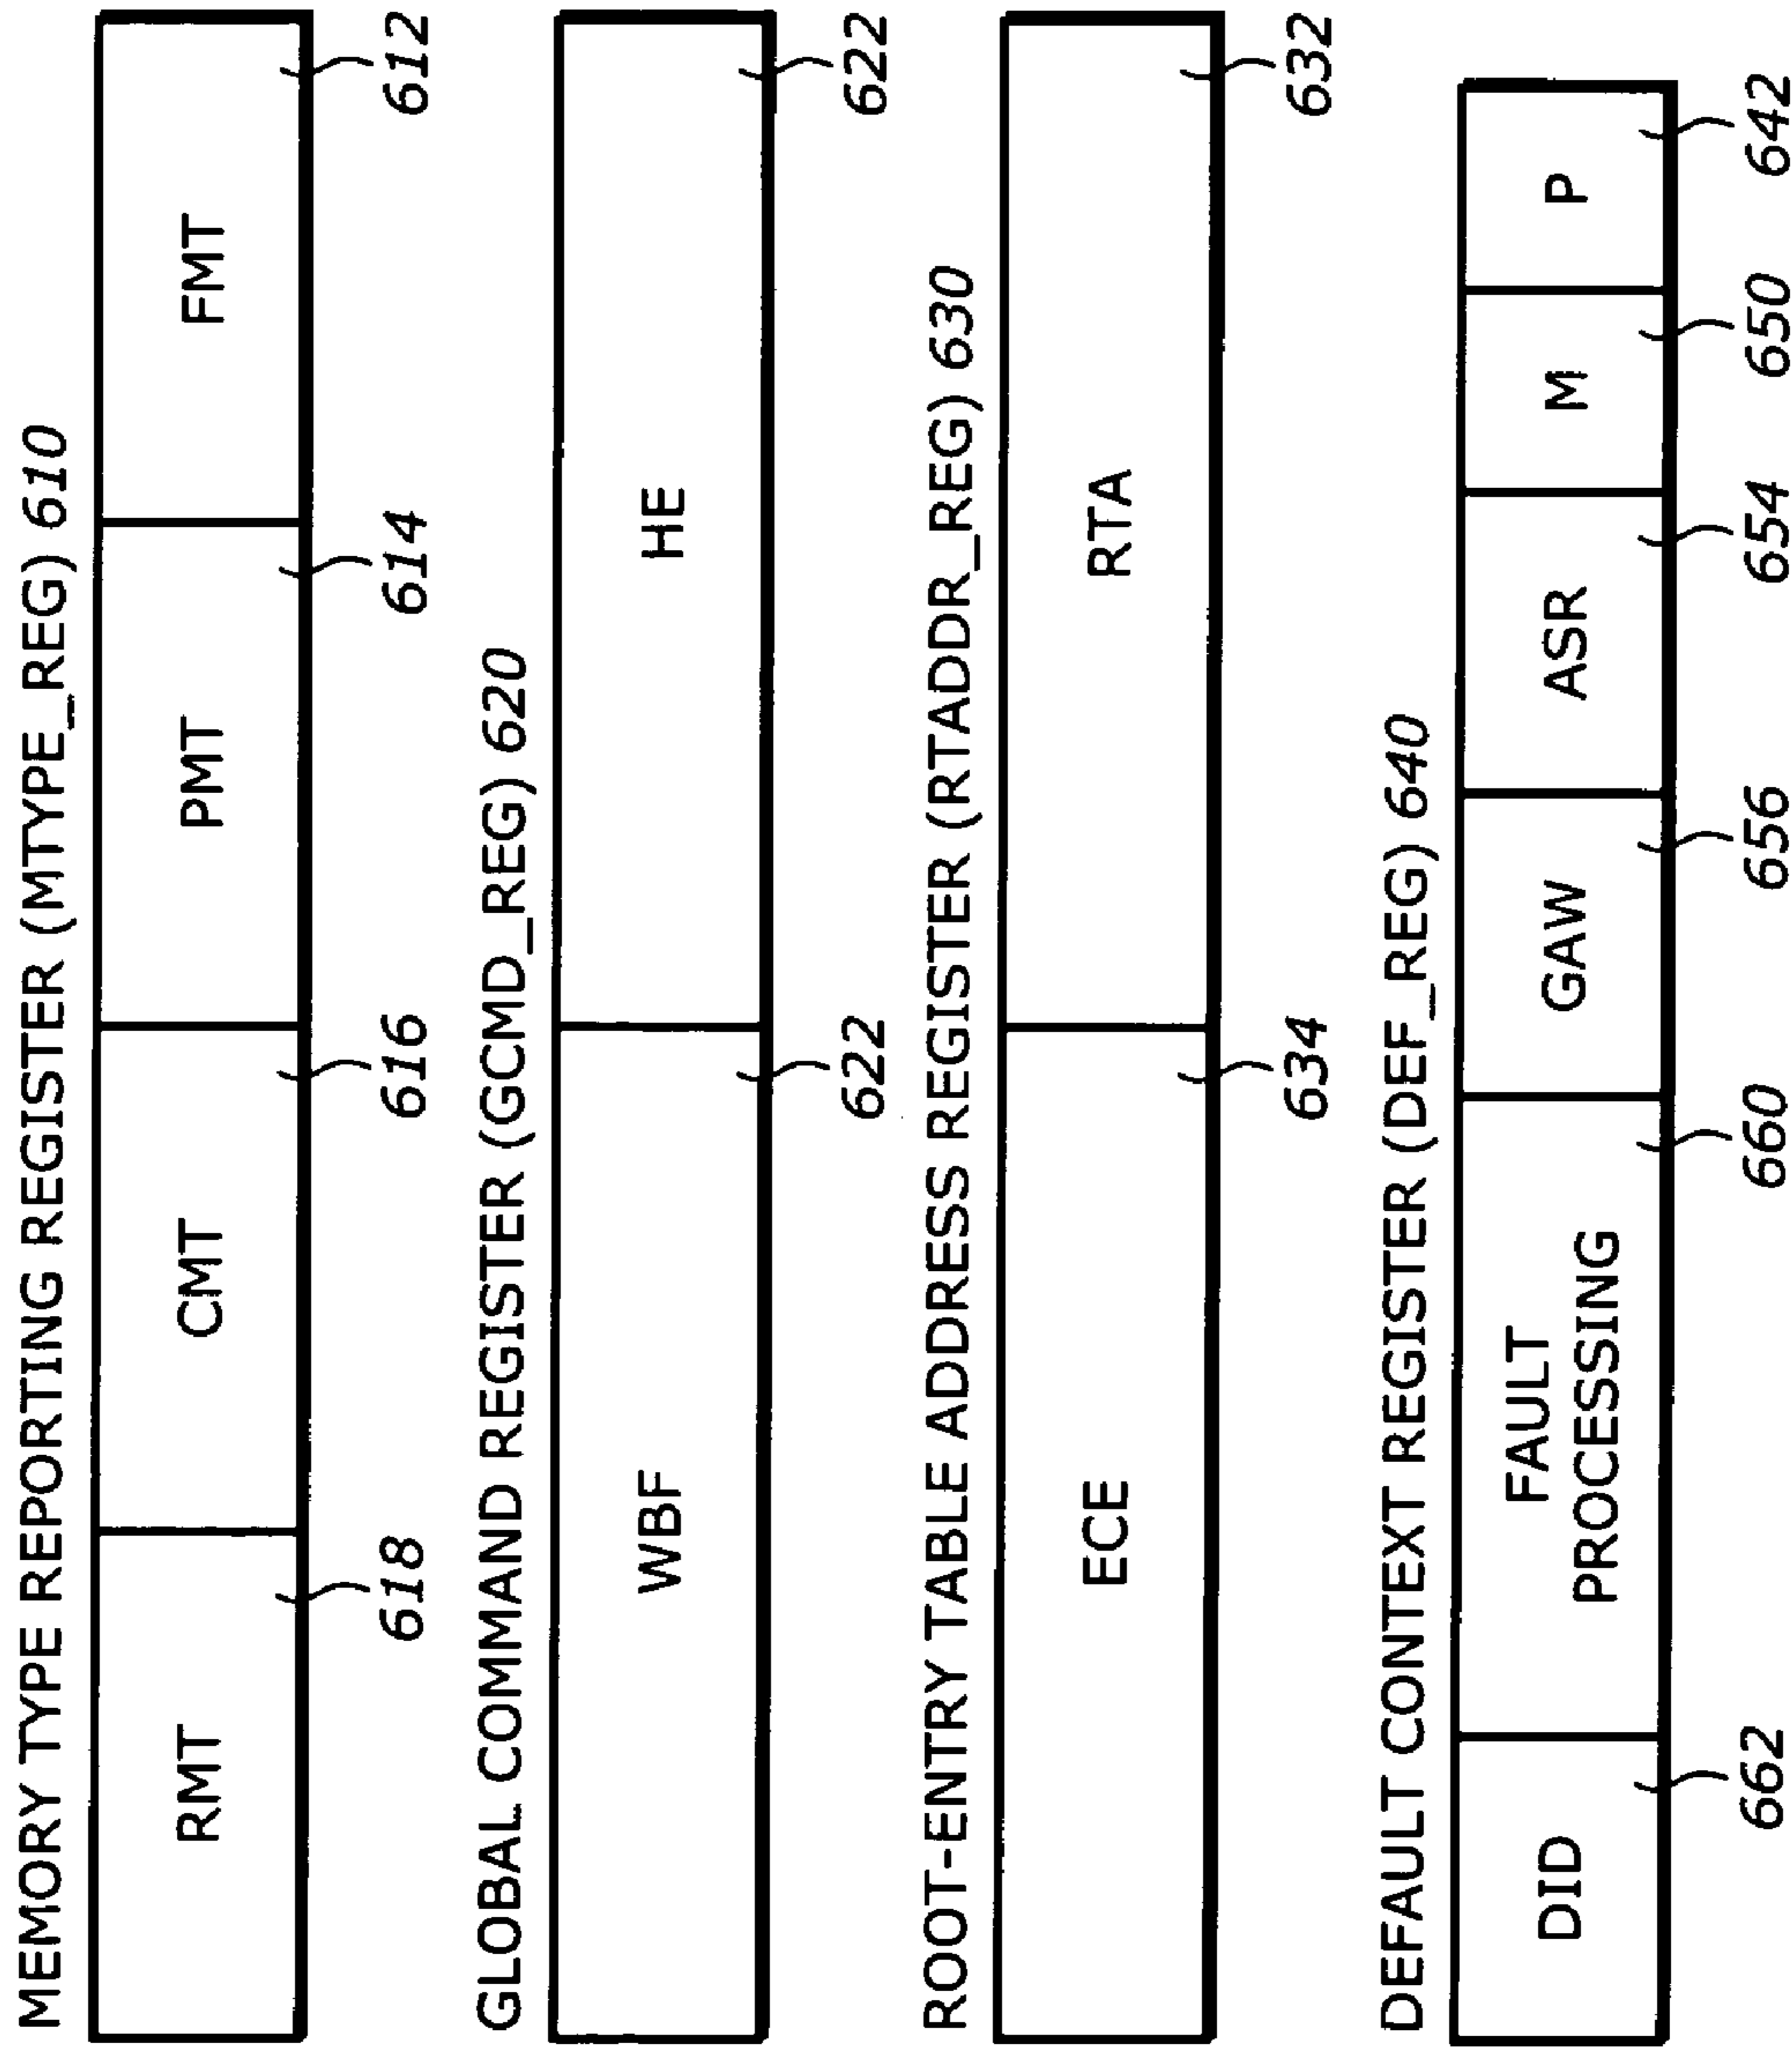 MEMORY TYPE REPORTING REGISTER (MTYPE_REG) 610
RMT CMT PMT FMT
618 616 614 612
GLOBAL COMMAND REGISTER (GCMD_REG) 620
WBF HE
622 622
ROOT-ENTRY TABLE ADDRESS REGISTER (RTADDR_REG) 630
ECE RTA
634 632
DEFAULT CONTEXT REGISTER (DEF_REG) 640
DID FAULT PROCESSING GAW ASR M P
662 660 656 654 650 642